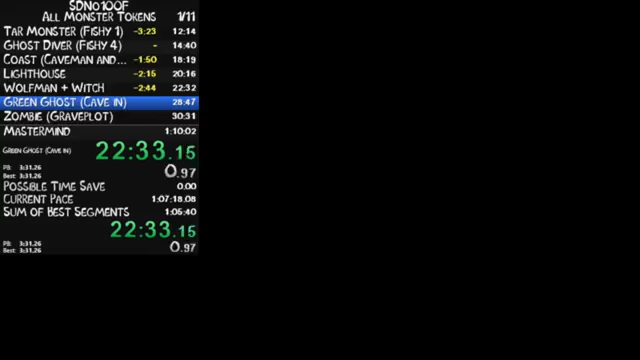 SDNo100F
All Monster Tokens 1/11
Tar Monster (Fishy 1) -3:23 12:14
Ghost Diver (Fishy 4) - 14:40
Coast (Caveman and... -1:50 18:19
Lighthouse -2:15 20:16
Wolfman + Witch -2:44 22:32
Green Ghost (Cave in) 28:47
Zombie (Graveplot) 30:31
Mastermind 1:10:02
Green Ghost (Cave in) 22:33.15
PB: 3:31.26
Best: 3:31.26 0.97
Possible Time Save 0.00
Current Pace 1:07:18.08
Sum of Best Segments 1:05:40
22:33.15
PB: 3:31.26
Best: 3:31.26 0.97